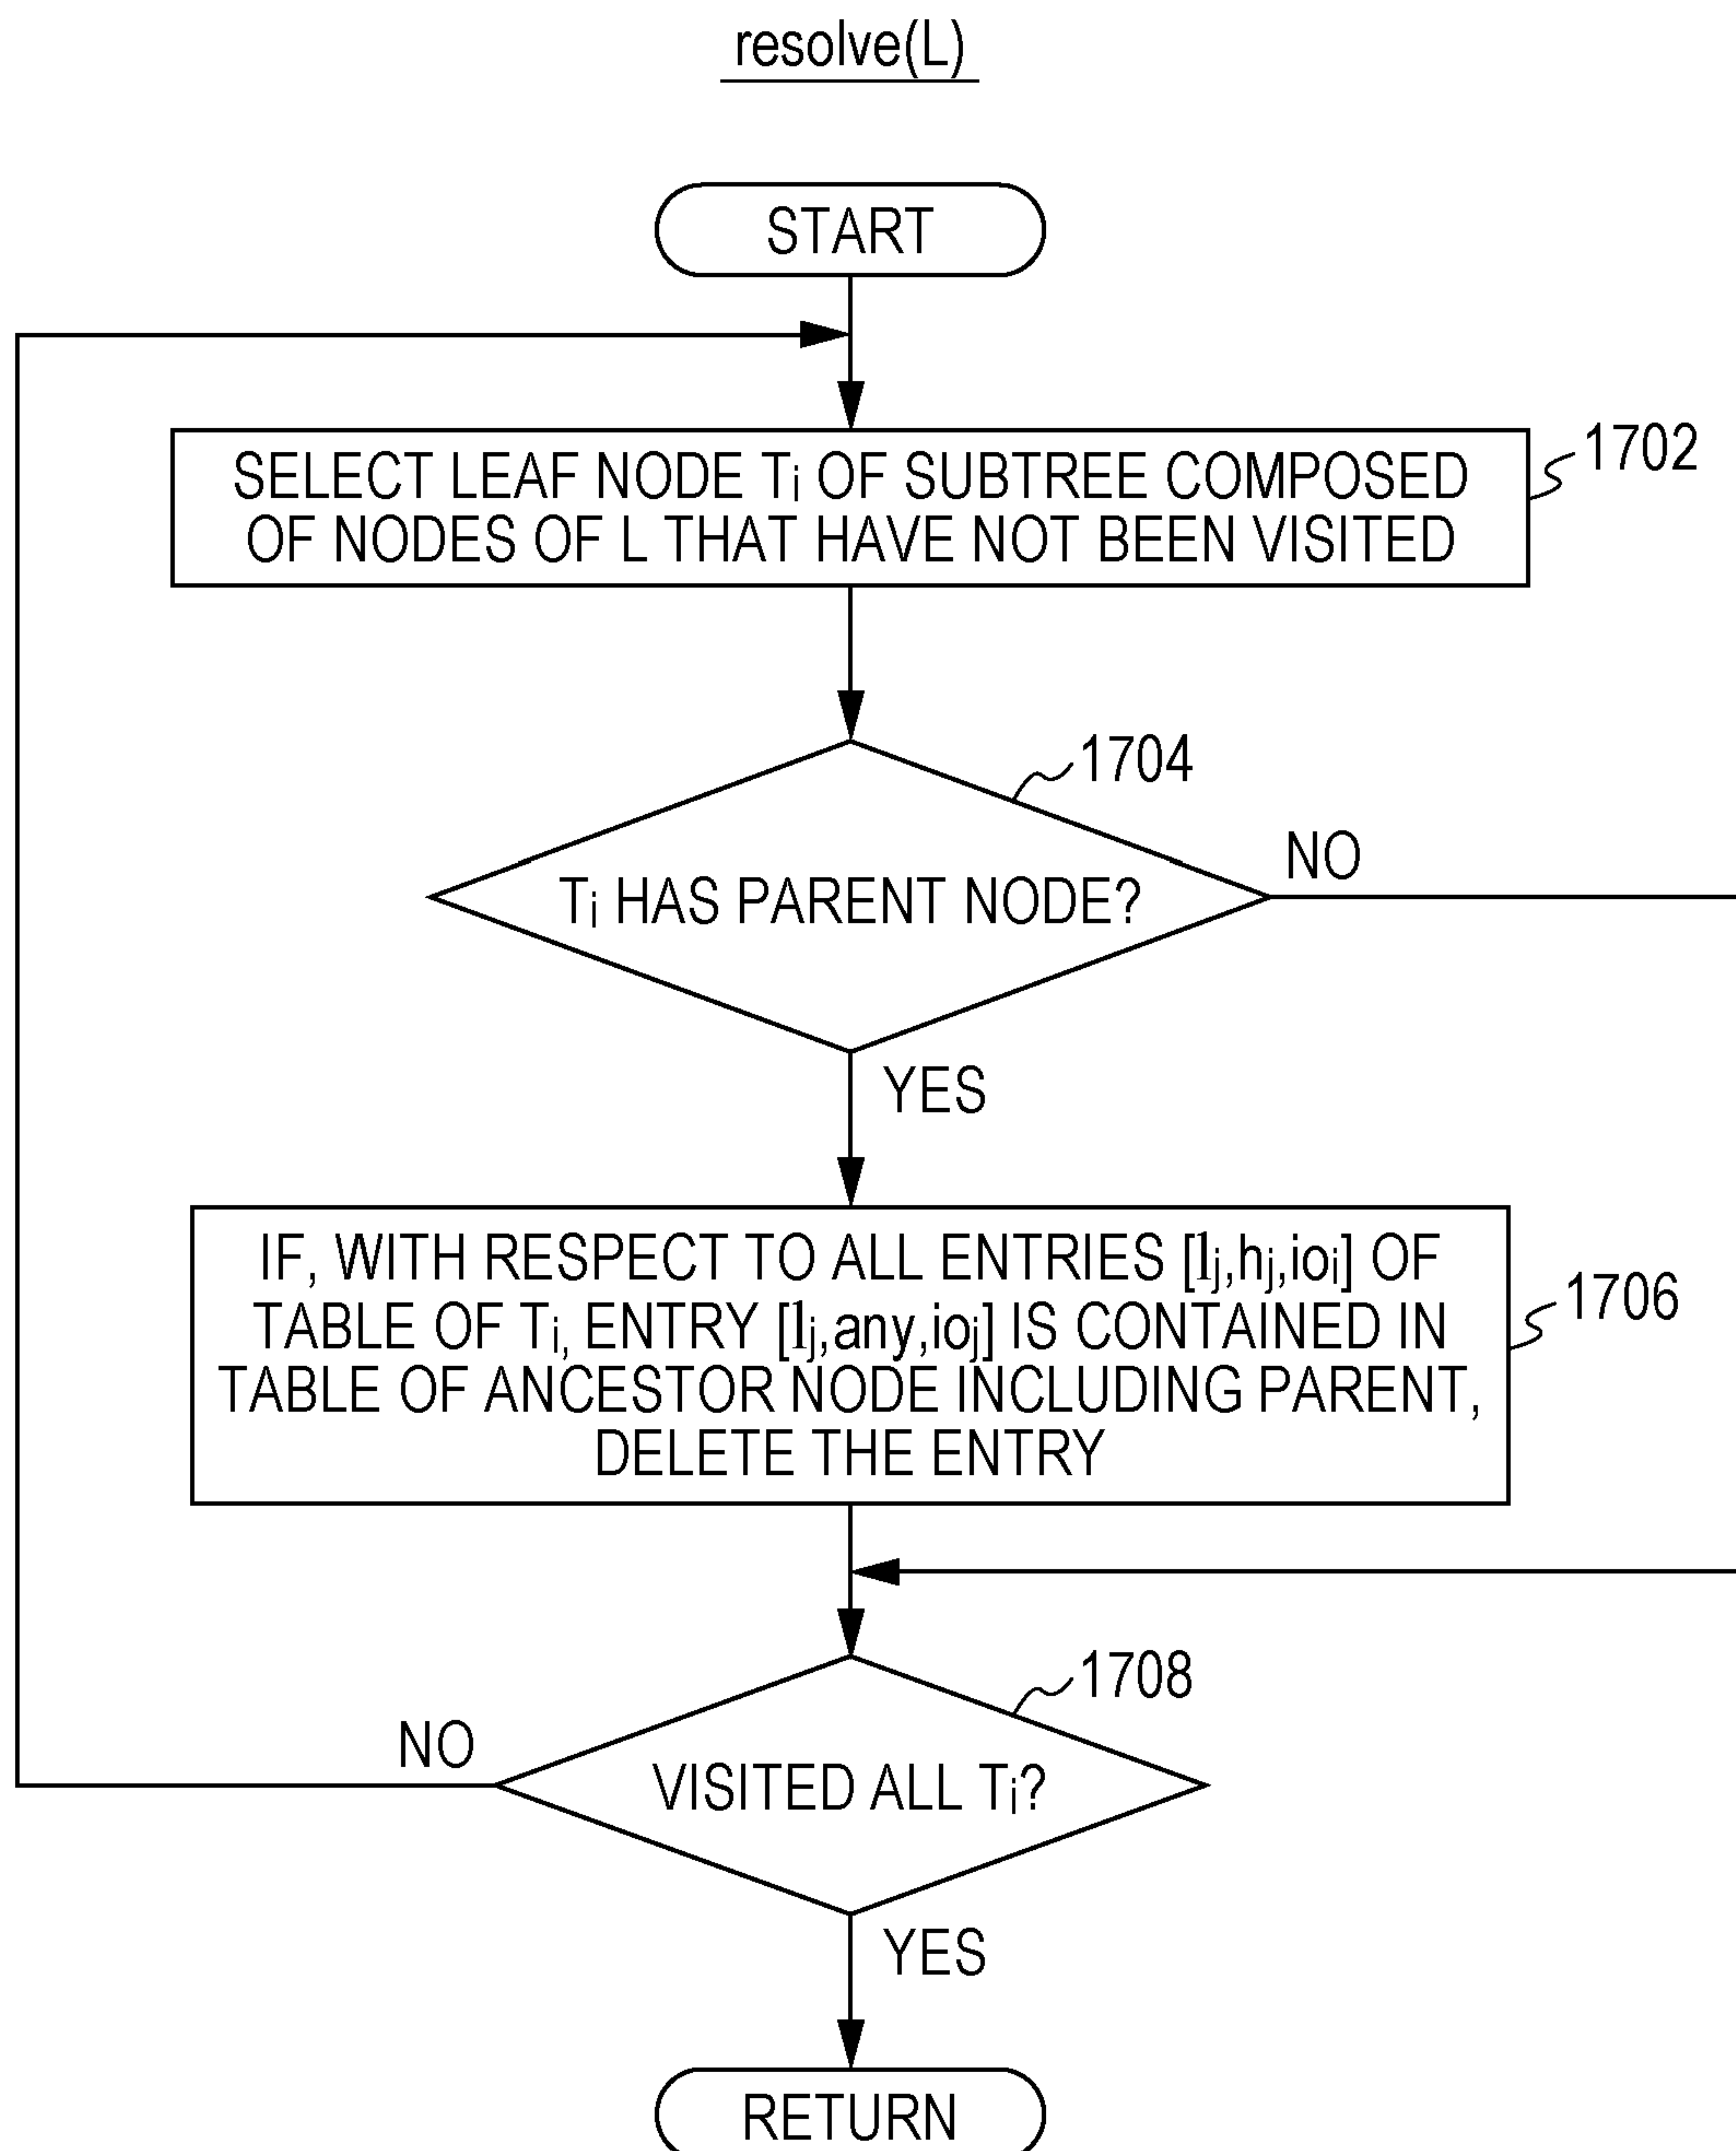 resolve(L)
START
SELECT LEAF NODE Ti OF SUBTREE COMPOSED
OF NODES OF L THAT HAVE NOT BEEN VISITED
1702
1704
Ti HAS PARENT NODE?
NO
YES
IF, WITH RESPECT TO ALL ENTRIES [lj,hj,ioi] OF
TABLE OF Ti, ENTRY [lj,any,ioj] IS CONTAINED IN
TABLE OF ANCESTOR NODE INCLUDING PARENT,
DELETE THE ENTRY
1706
1708
NO
VISITED ALL Ti?
YES
RETURN